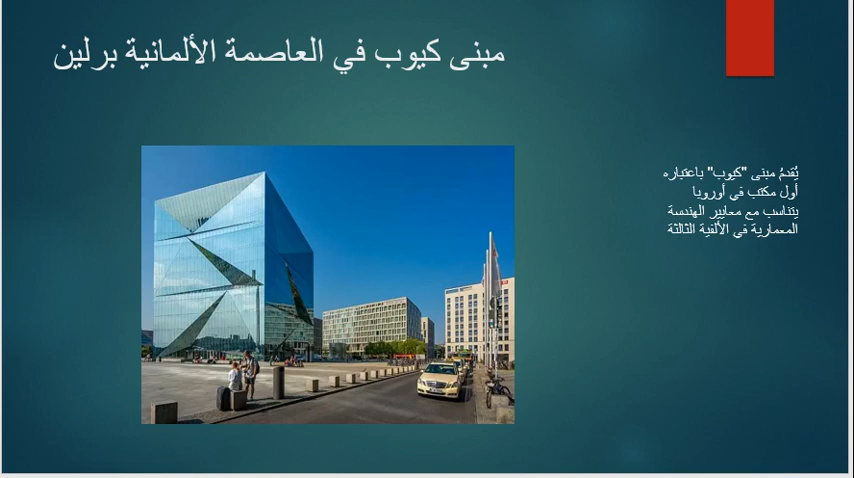 مبنى كيوب في العاصمة الألمانية برلين
يُقدمُ مبنى "كيوب" باعتباره
أول مكتب في أوروبا
يتناسب مع معايير الهندسة
المعمارية في الألفية الثالثة